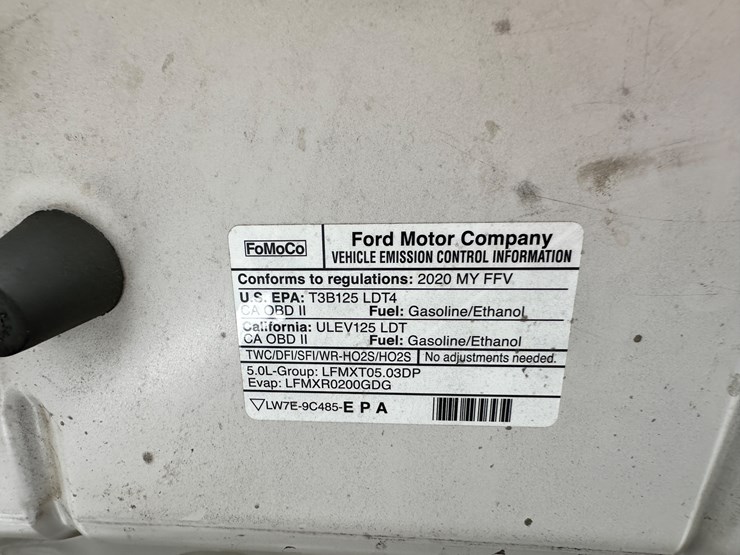 FoMoCo
Ford Motor Company
VEHICLE EMISSION CONTROL INFORMATION
Conforms to regulations: 2020 MY FFV
U.S. EPA: T3B125 LDT4
CA OBD II Fuel: Gasoline/Ethanol
California: ULEV125 LDT
CA OBD II Fuel: Gasoline/Ethanol
TWC/DFI/SFI/WR-HO2S/HO2S No adjustments needed.
5.0L-Group: LFMXT05.03DP
Evap: LFMXR0200GDG
LW7E-9C485-E P A